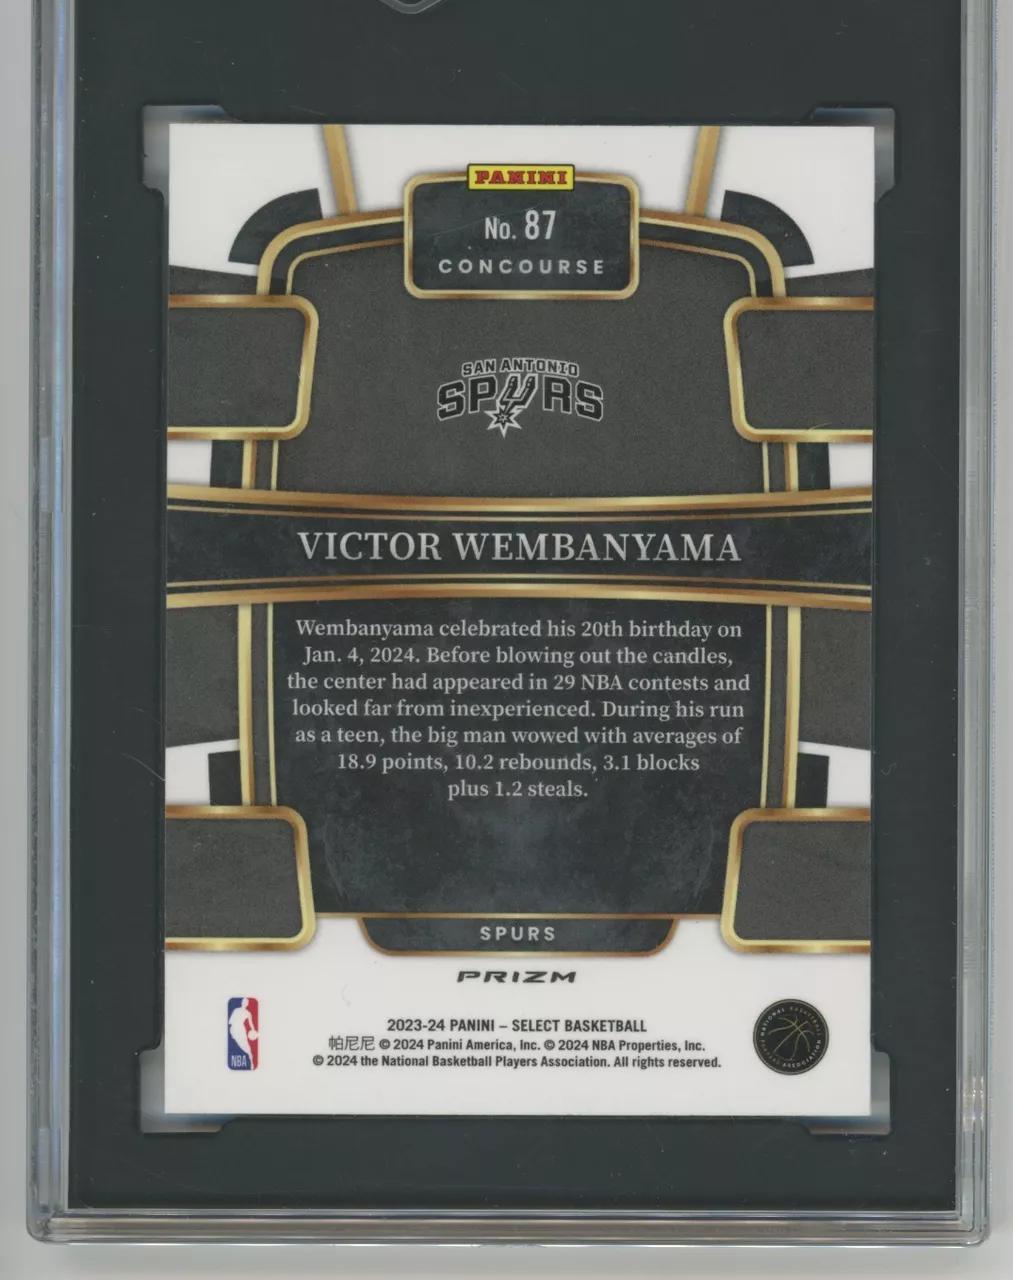 PANINI
No. 87
CONCOURSE
SAN ANTONIO
SPURS
VICTOR WEMBANYAMA
Wembanyama celebrated his 20th birthday on
Jan. 4, 2024. Before blowing out the candles,
the center had appeared in 29 NBA contests and
looked far from inexperienced. During his run
as a teen, the big man wowed with averages of
18.9 points, 10.2 rebounds, 3.1 blocks
plus 1.2 steals.
SPURS
PRIZM
NBA
2023-24 PANINI – SELECT BASKETBALL
帕尼尼 © 2024 Panini America, Inc. © 2024 NBA Properties, Inc.
© 2024 the National Basketball Players Association. All rights reserved.
NATIONAL BASKETBALL
PLAYERS ASSOCIATION